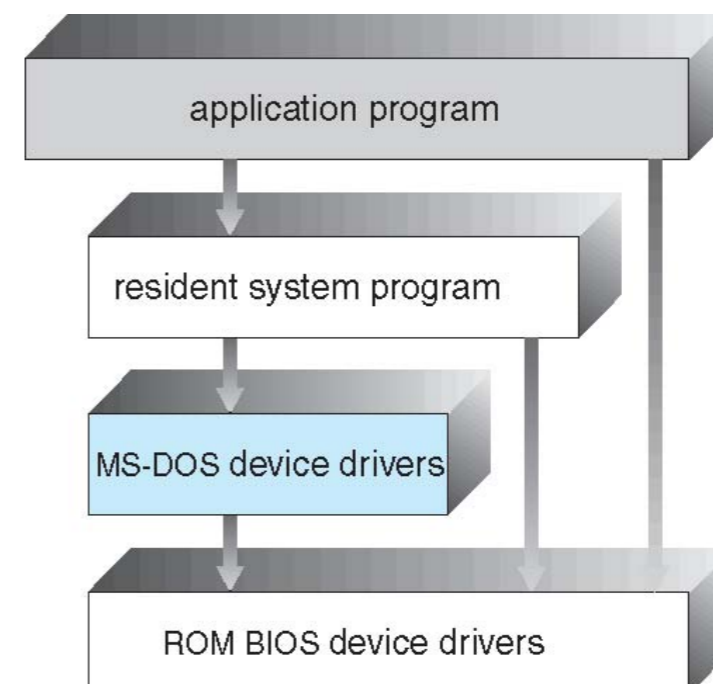 application program
resident system program
MS-DOS device drivers
ROM BIOS device drivers